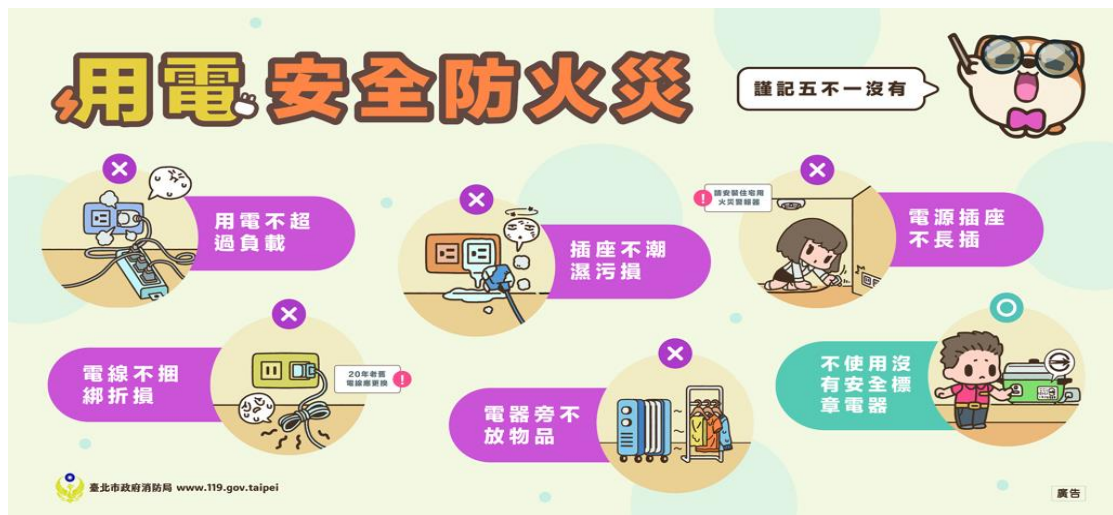 用電安全防火災
謹記五不一沒有
用電不超
過負載
插座不潮
濕污損
請安裝住宅用
火災警報器
電源插座
不長插
電線不捆
綁折損
20年老舊
電線應更換
電器旁不
放物品
不使用沒
有安全標
章電器
臺北市政府消防局 www.119.gov.taipei
廣告